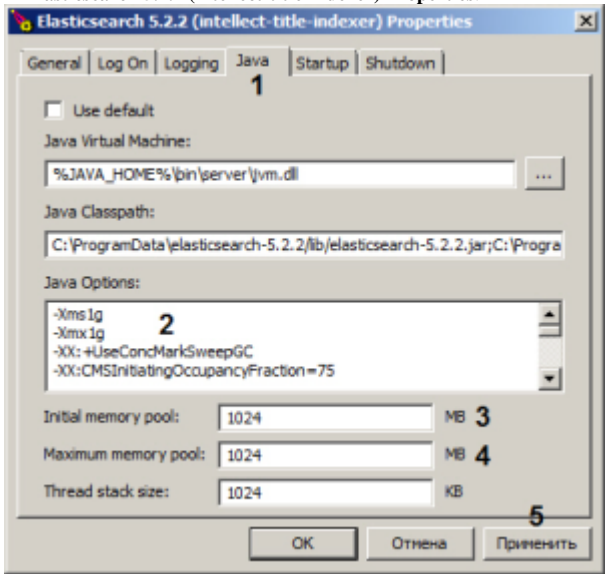 Elasticsearch 5.2.2 (intellect-title-indexer) Properties
General Log On Logging Java Startup Shutdown
1
Use default
Java Virtual Machine:
%JAVA_HOME%\bin\server\jvm.dll ...
Java Classpath:
C:\ProgramData\elasticsearch-5.2.2/lib/elasticsearch-5.2.2.jar;C:\Progra
Java Options:
-Xms1g
-Xmx1g 2
-XX:+UseConcMarkSweepGC
-XX:CMSInitiatingOccupancyFraction=75
Initial memory pool: 1024 MB 3
Maximum memory pool: 1024 MB 4
Thread stack size: 1024 KB
5
OK Отмена Применить